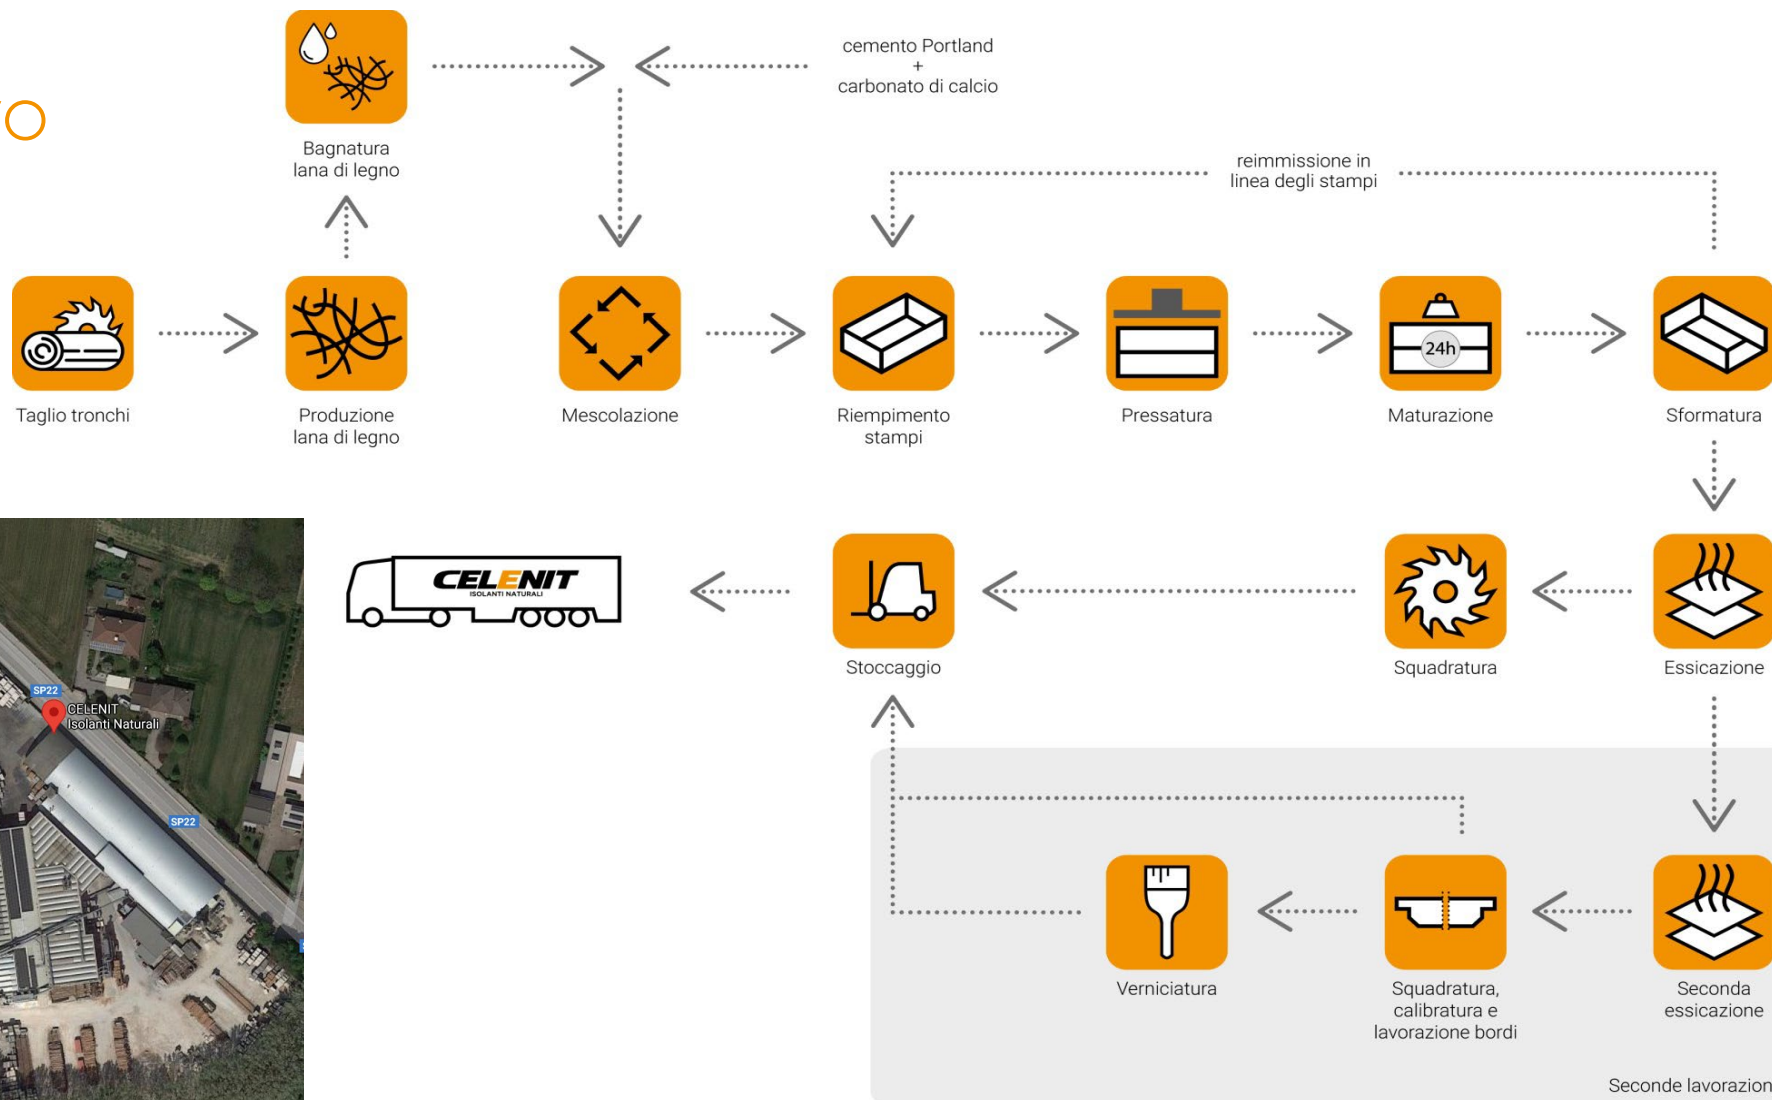 O
cemento Portland
+
carbonato di calcio
Bagnatura
lana di legno
reimmissione in
linea degli stampi
24h
Taglio tronchi
Produzione
lana di legno
Mescolazione
Riempimento
stampi
Pressatura
Maturazione
Sformatura
CELENIT
ISOLANTI NATURALI
Stoccaggio
Squadratura
Essicazione
SP22
CELENIT
Isolanti Naturali
SP22
Verniciatura
Squadratura,
calibratura e
lavorazione bordi
Seconda
essicazione
Seconde lavorazion